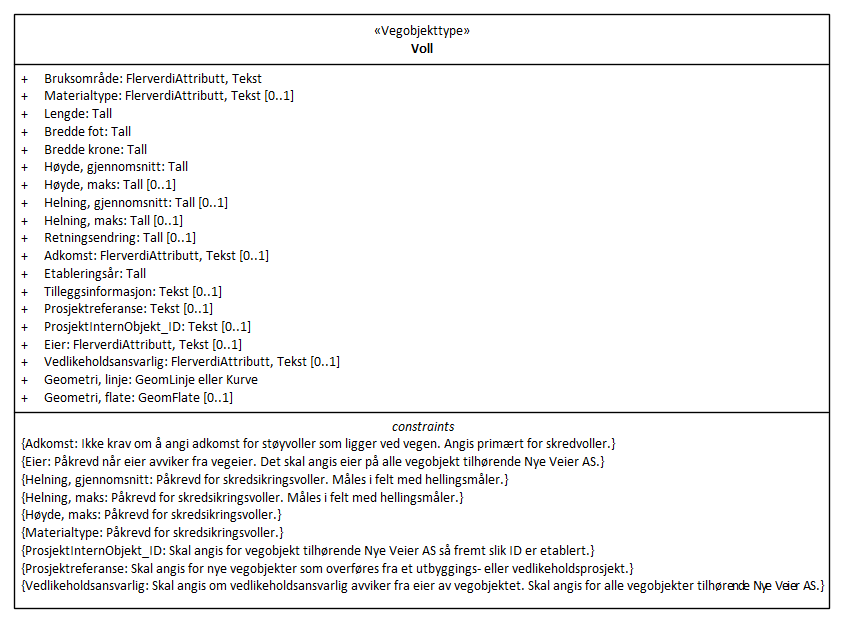 «Vegobjekttype»
Voll
+ Bruksområde: FlerverdiAttributt, Tekst
+ Materialtype: FlerverdiAttributt, Tekst [0..1]
+ Lengde: Tall
+ Bredde fot: Tall
+ Bredde krone: Tall
+ Høyde, gjennomsnitt: Tall
+ Høyde, maks: Tall [0..1]
+ Helning, gjennomsnitt: Tall [0..1]
+ Helning, maks: Tall [0..1]
+ Retningsendring: Tall [0..1]
+ Adkomst: FlerverdiAttributt, Tekst [0..1]
+ Etableringsår: Tall
+ Tilleggsinformasjon: Tekst [0..1]
+ Prosjektreferanse: Tekst [0..1]
+ ProsjektInternObjekt_ID: Tekst [0..1]
+ Eier: FlerverdiAttributt, Tekst [0..1]
+ Vedlikeholdsansvarlig: FlerverdiAttributt, Tekst [0..1]
+ Geometri, linje: GeomLinje eller Kurve
+ Geometri, flate: GeomFlate [0..1]
constraints
{Adkomst: Ikke krav om å angi adkomst for støyvoller som ligger ved vegen. Angis primært for skredvoller.}
{Eier: Påkrevd når eier avviker fra vegeier. Det skal angis eier på alle vegobjekt tilhørende Nye Veier AS.}
{Helning, gjennomsnitt: Påkrevd for skredsikringsvoller. Måles i felt med hellingsmåler.}
{Helning, maks: Påkrevd for skredsikringsvoller. Måles i felt med hellingsmåler.}
{Høyde, maks: Påkrevd for skredsikringsvoller.}
{Materialtype: Påkrevd for skredsikringsvoller.}
{ProsjektInternObjekt_ID: Skal angis for vegobjekt tilhørende Nye Veier AS så fremt slik ID er etablert.}
{Prosjektreferanse: Skal angis for nye vegobjekter som overføres fra et utbyggings- eller vedlikeholdsprosjekt.}
{Vedlikeholdsansvarlig: Skal angis om vedlikeholdsansvarlig avviker fra eier av vegobjektet. Skal angis for alle vegobjekter tilhørende Nye Veier AS.}